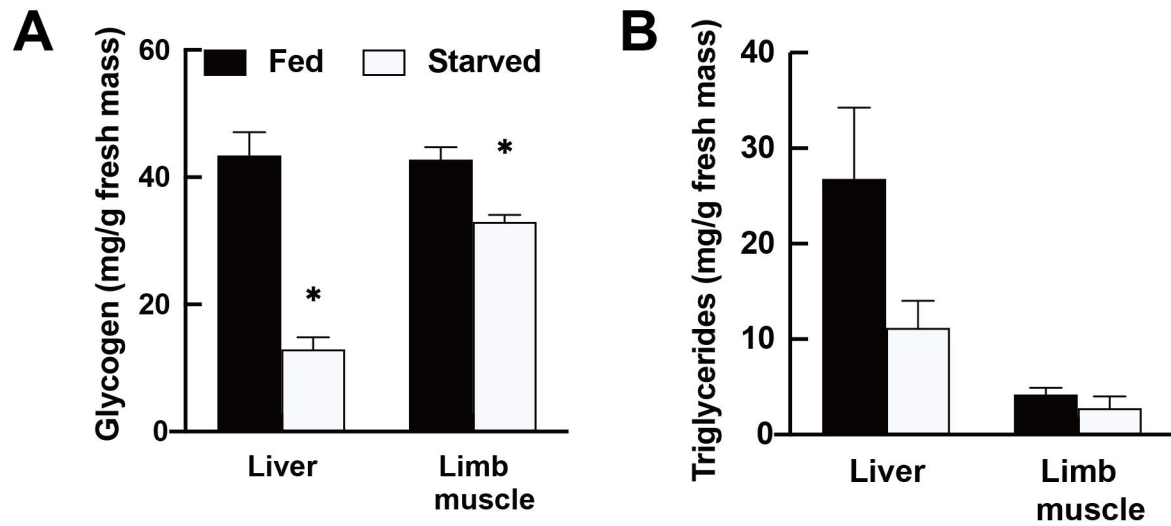 A
Glycogen (mg/g fresh mass)
60
40
20
0
Fed
Starved
*
*
Liver
Limb
muscle
B
Triglycerides (mg/g fresh mass)
40
30
20
10
0
Liver
Limb
muscle